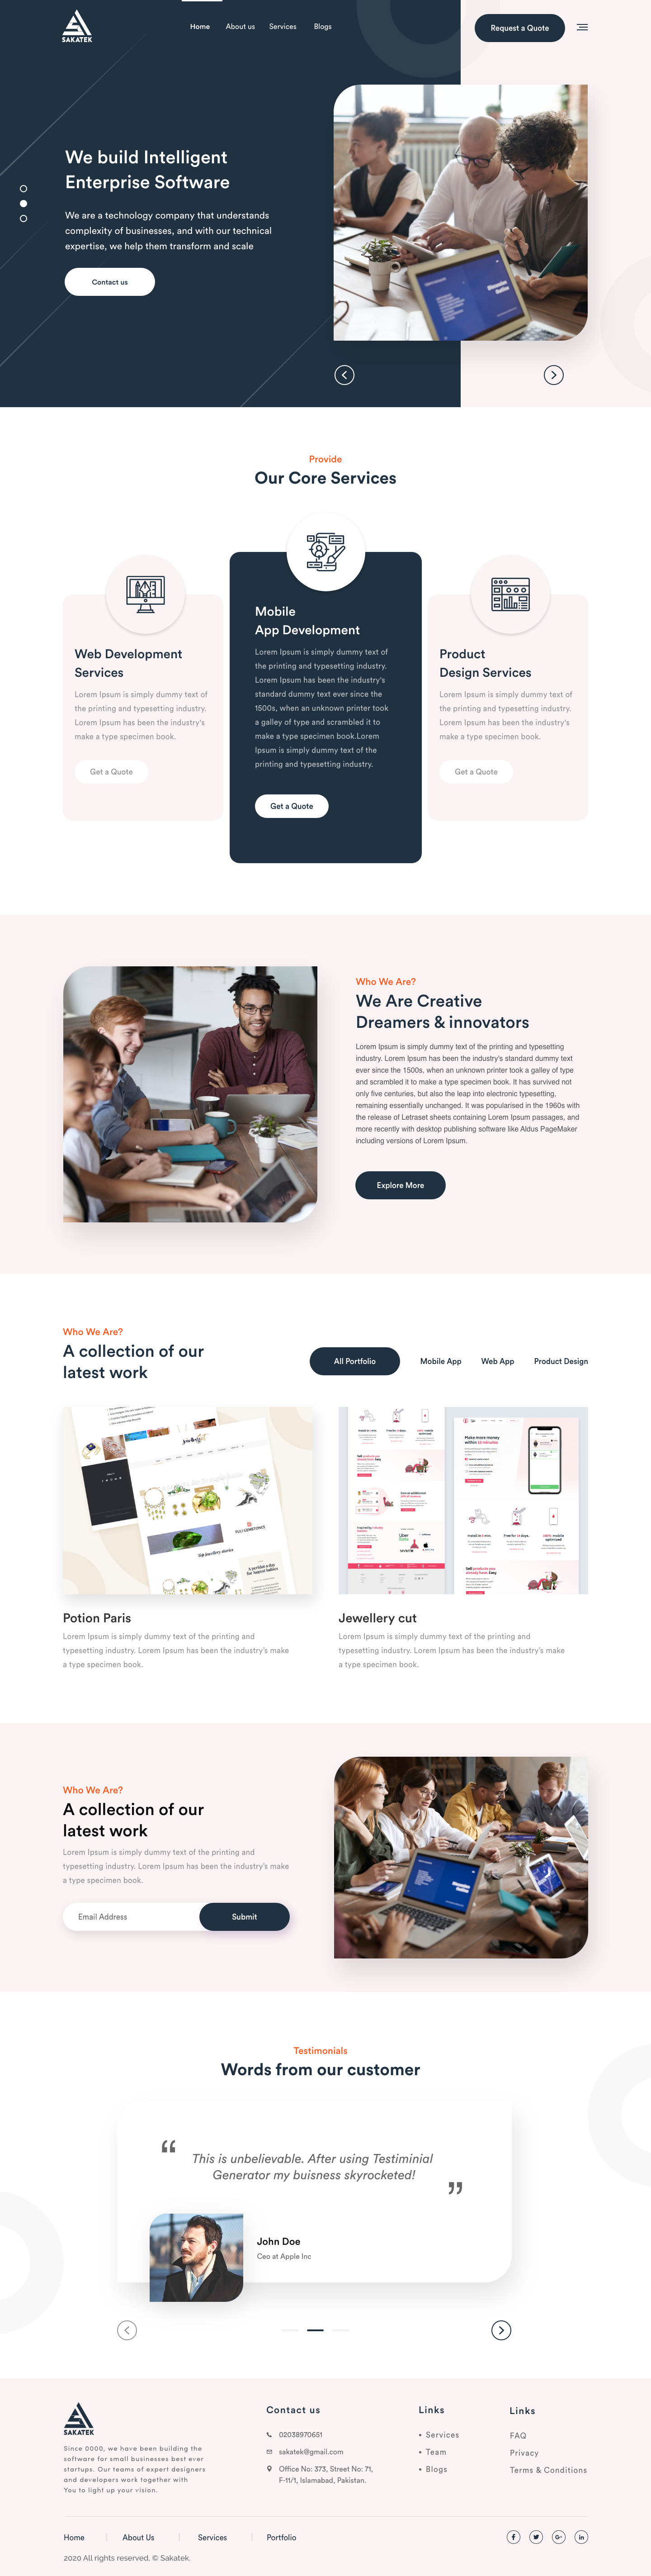 SAKATEK
Home
About us
Services
Blogs
Request a Quote
We build Intelligent
Enterprise Software
We are a technology company that understands
complexity of businesses, and with our technical
expertise, we help them transform and scale
Contact us
Provide
Our Core Services
Web Development
Services
Lorem Ipsum is simply dummy text of
the printing and typesetting industry.
Lorem Ipsum has been the industry's
make a type specimen book.
Get a Quote
Mobile
App Development
Lorem Ipsum is simply dummy text of
the printing and typesetting industry.
Lorem Ipsum has been the industry's
standard dummy text ever since the
1500s, when an unknown printer took
a galley of type and scrambled it to
make a type specimen book.Lorem
Ipsum is simply dummy text of the
printing and typesetting industry.
Get a Quote
Product
Design Services
Lorem Ipsum is simply dummy text of
the printing and typesetting industry.
Lorem Ipsum has been the industry's
make a type specimen book.
Get a Quote
Who We Are?
We Are Creative
Dreamers & innovators
Lorem Ipsum is simply dummy text of the printing and typesetting
industry. Lorem Ipsum has been the industry's standard dummy text
ever since the 1500s, when an unknown printer took a galley of type
and scrambled it to make a type specimen book. It has survived not
only five centuries, but also the leap into electronic typesetting,
remaining essentially unchanged. It was popularised in the 1960s with
the release of Letraset sheets containing Lorem Ipsum passages, and
more recently with desktop publishing software like Aldus PageMaker
including versions of Lorem Ipsum.
Explore More
Who We Are?
A collection of our
latest work
All Portfolio
Mobile App
Web App
Product Design
Make more money
within 12 minutes
Potion Paris
Lorem Ipsum is simply dummy text of the printing and
typesetting industry. Lorem Ipsum has been the industry's make
a type specimen book.
Jewellery cut
Lorem Ipsum is simply dummy text of the printing and
typesetting industry. Lorem Ipsum has been the industry's make
a type specimen book.
Who We Are?
A collection of our
latest work
Lorem Ipsum is simply dummy text of the printing and
typesetting industry. Lorem Ipsum has been the industry's make
a type specimen book.
Email Address
Submit
Testimonials
Words from our customer
“ This is unbelievable. After using Testiminial
Generator my buisness skyrocketed! ”
John Doe
Ceo at Apple Inc
SAKATEK
Since 0000, we have been building the
software for small businesses best ever
startups. Our teams of expert designers
and developers work together with
You to light up your vision.
Contact us
02038970651
sakatek@gmail.com
Office No: 373, Street No: 71,
F-11/1, Islamabad, Pakistan.
Links
• Services
• Team
• Blogs
Links
FAQ
Privacy
Terms & Conditions
Home
About Us
Services
Portfolio
2020 All rights reserved. © Sakatek.